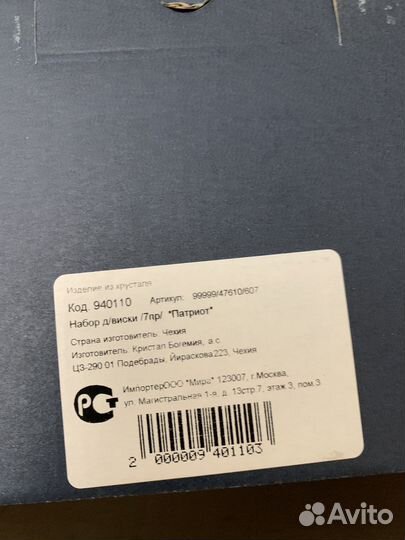 Изделие из хрусталя
Код. 940110 Артикул: 99999/47610/607
Набор д/виски /7пр/ "Патриот"
Страна изготовитель: Чехия
Изготовитель: Кристал Богемия, а.с.
ЦЗ-290 01 Подебрады, Йираскова223, Чехия
РСТ
ИмпортерООО "Мира" 123007, г.Москва,
ул. Магистральная 1-я, д. 13стр.7, этаж 3, пом.3
2 000009 401103
Avito